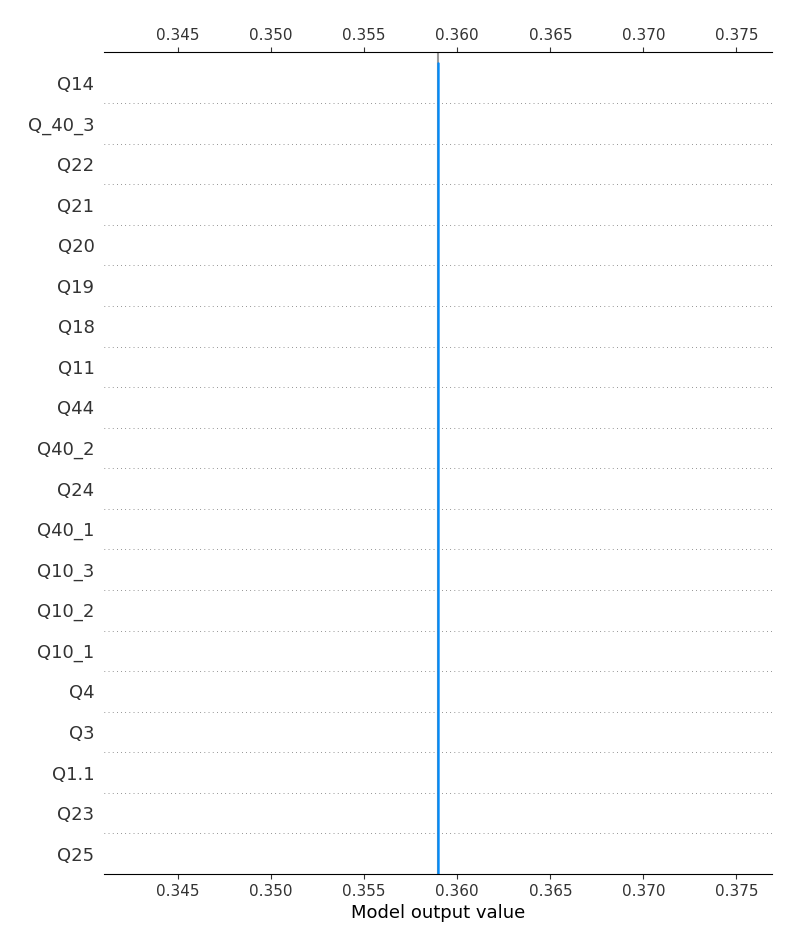 0.345 0.350 0.355 0.360 0.365 0.370 0.375
Q14
Q_40_3
Q22
Q21
Q20
Q19
Q18
Q11
Q44
Q40_2
Q24
Q40_1
Q10_3
Q10_2
Q10_1
Q4
Q3
Q1.1
Q23
Q25
0.345 0.350 0.355 0.360 0.365 0.370 0.375
Model output value